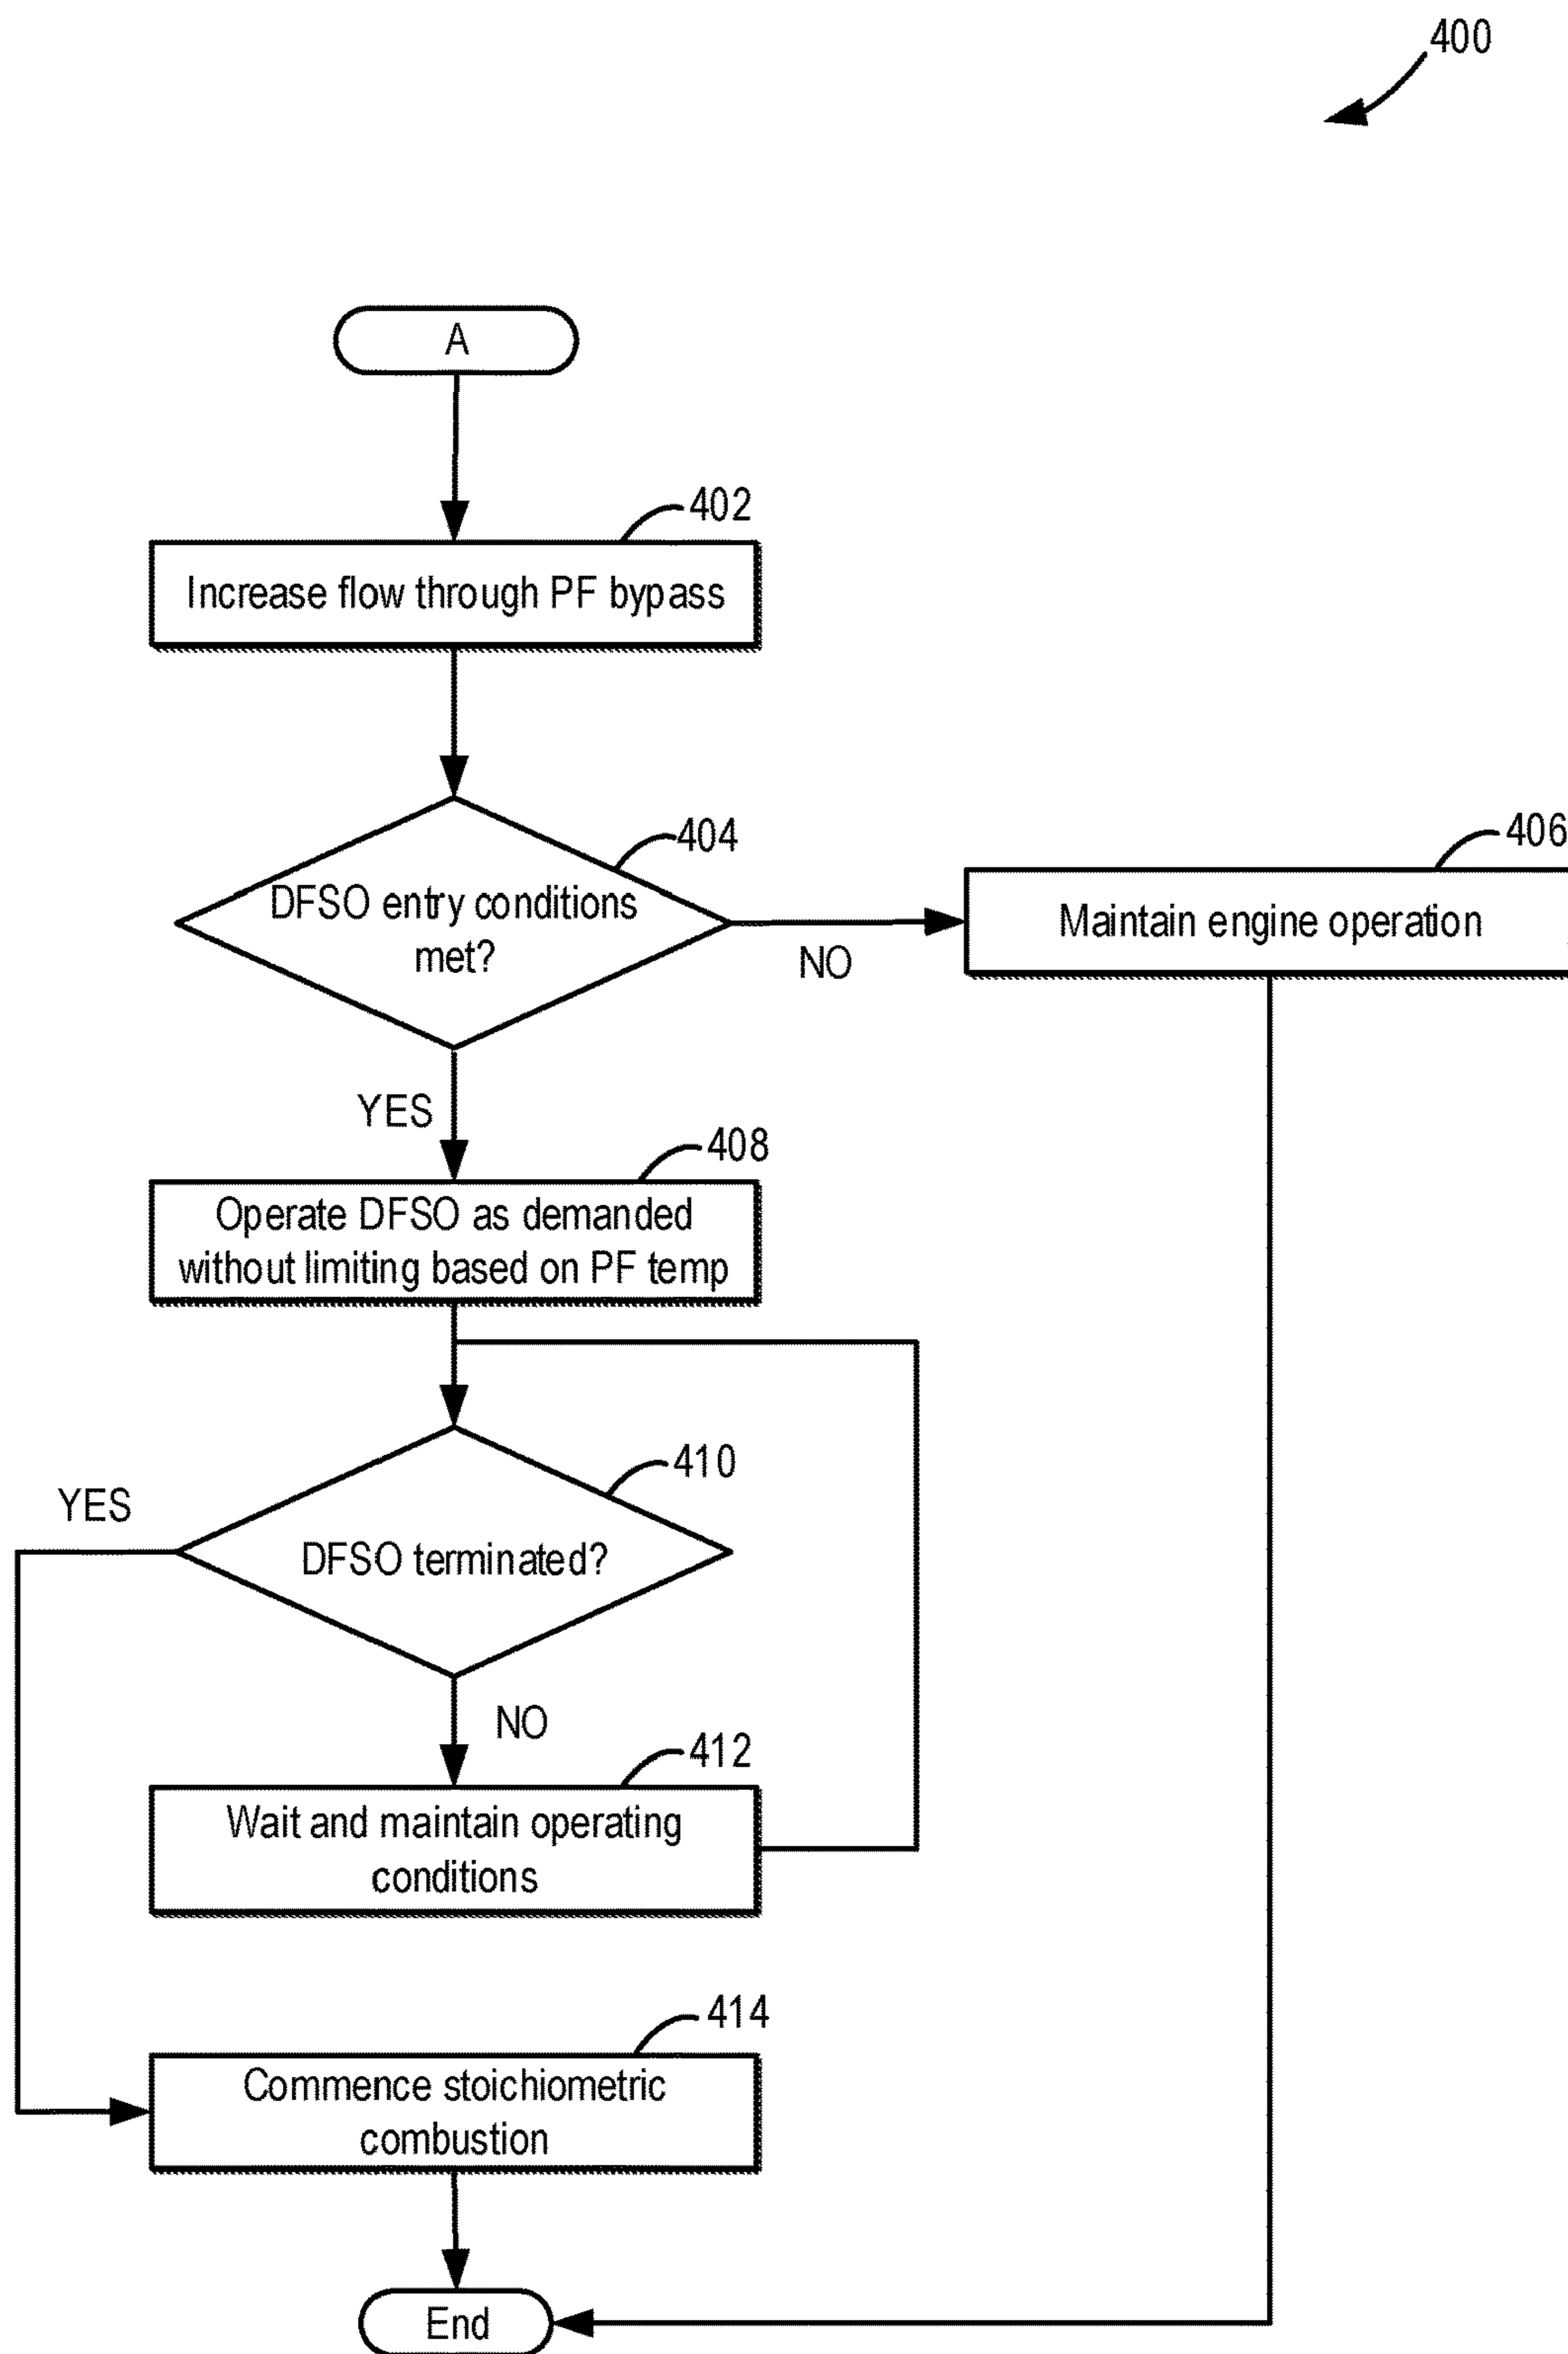 400
A
402
Increase flow through PF bypass
404
DFSO entry conditions
met?
NO
406
Maintain engine operation
YES
408
Operate DFSO as demanded
without limiting based on PF temp
410
YES
DFSO terminated?
NO
412
Wait and maintain operating
conditions
414
Commence stoichiometric
combustion
End